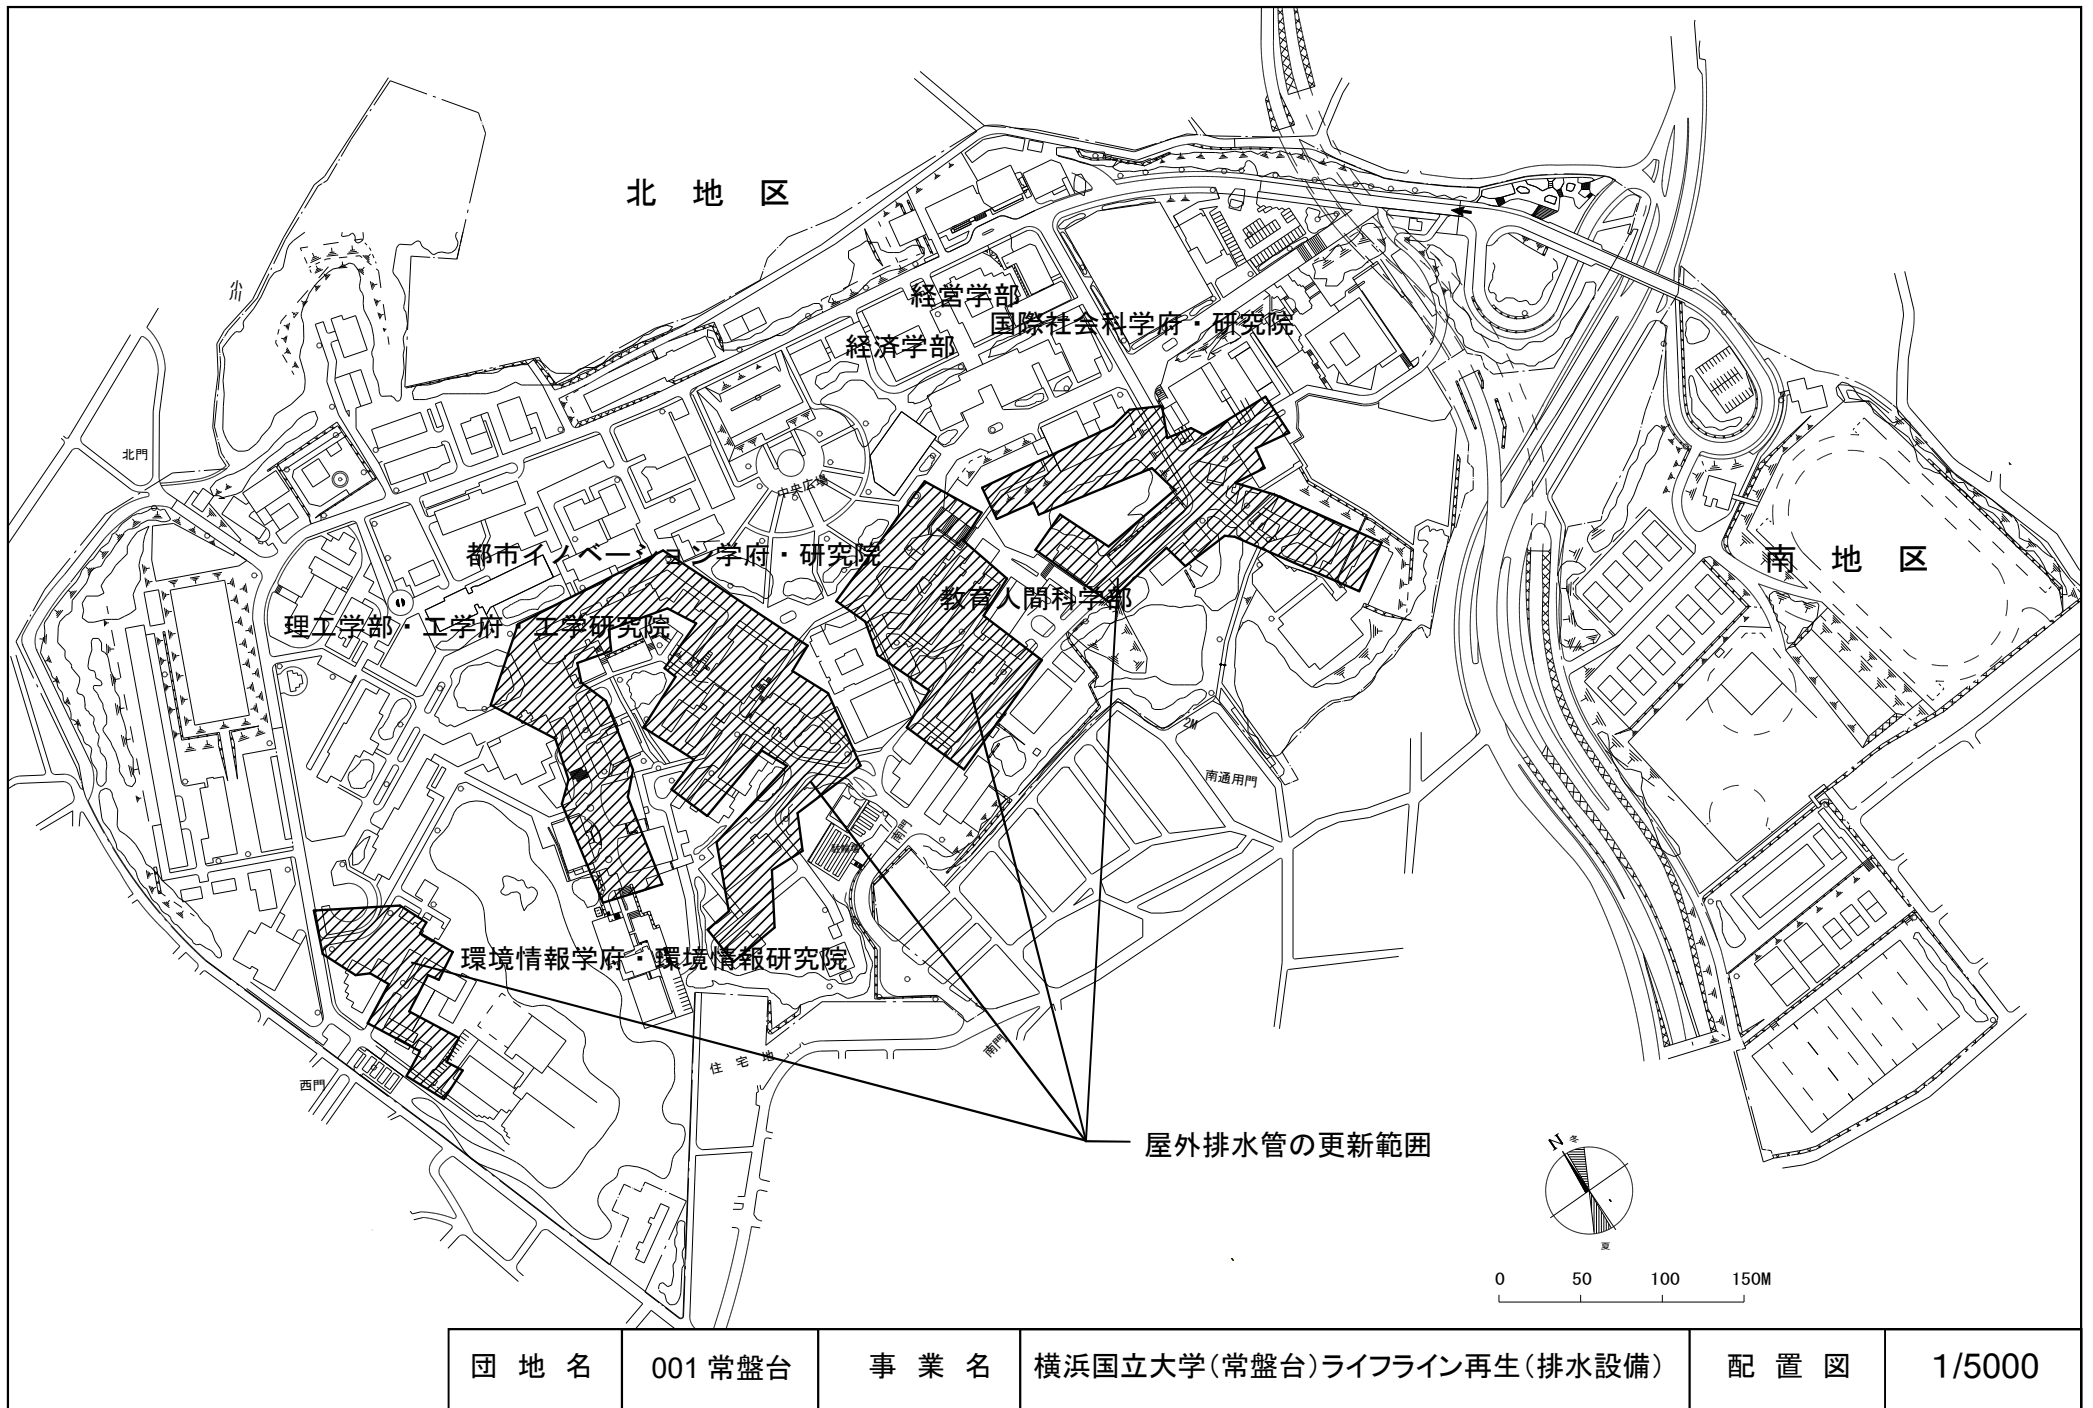 北 地 区
小川
経営学部
国際社会科学府・研究院
経済学部
北門
中央広場
都市イノベーション学府・研究院
南 地 区
教育人間科学部
理工学部・工学府・工学研究院
2M
南通用門
南門
環境情報学府・環境情報研究院
南門
住 宅 地
西門
屋外排水管の更新範囲
N
冬
夏
0 50 100 150M
団 地 名 001 常盤台 事 業 名 横浜国立大学(常盤台)ライフライン再生(排水設備) 配 置 図 1/5000